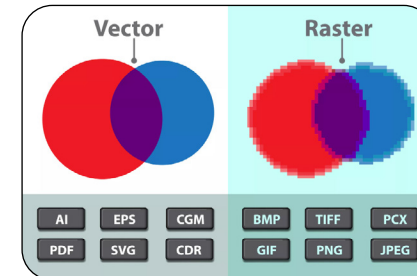 Vector
Raster
AI EPS CGM
BMP TIFF PCX
PDF SVG CDR
GIF PNG JPEG